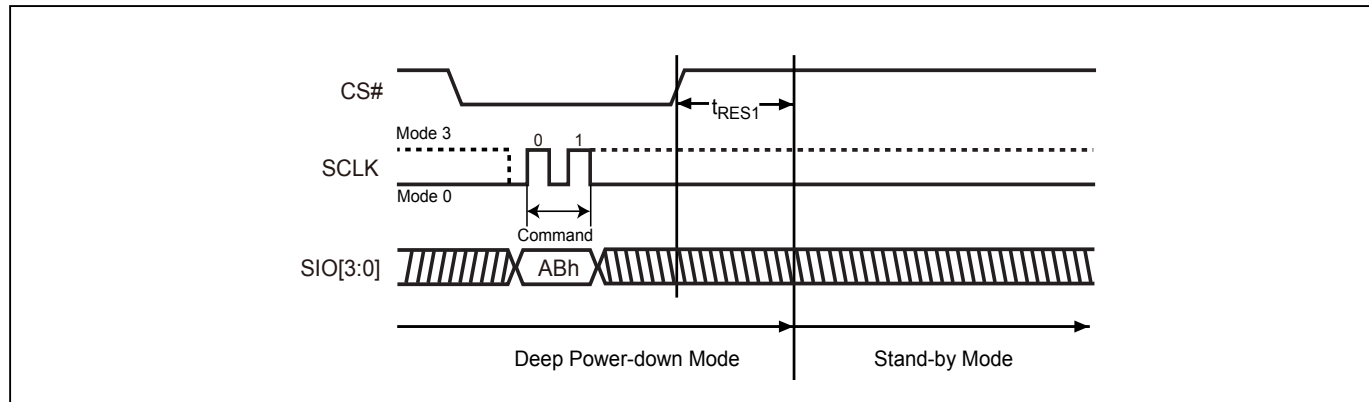 CS#
tRES1
Mode 3
0 1
SCLK
Mode 0
Command
SIO[3:0]
ABh
Deep Power-down Mode
Stand-by Mode